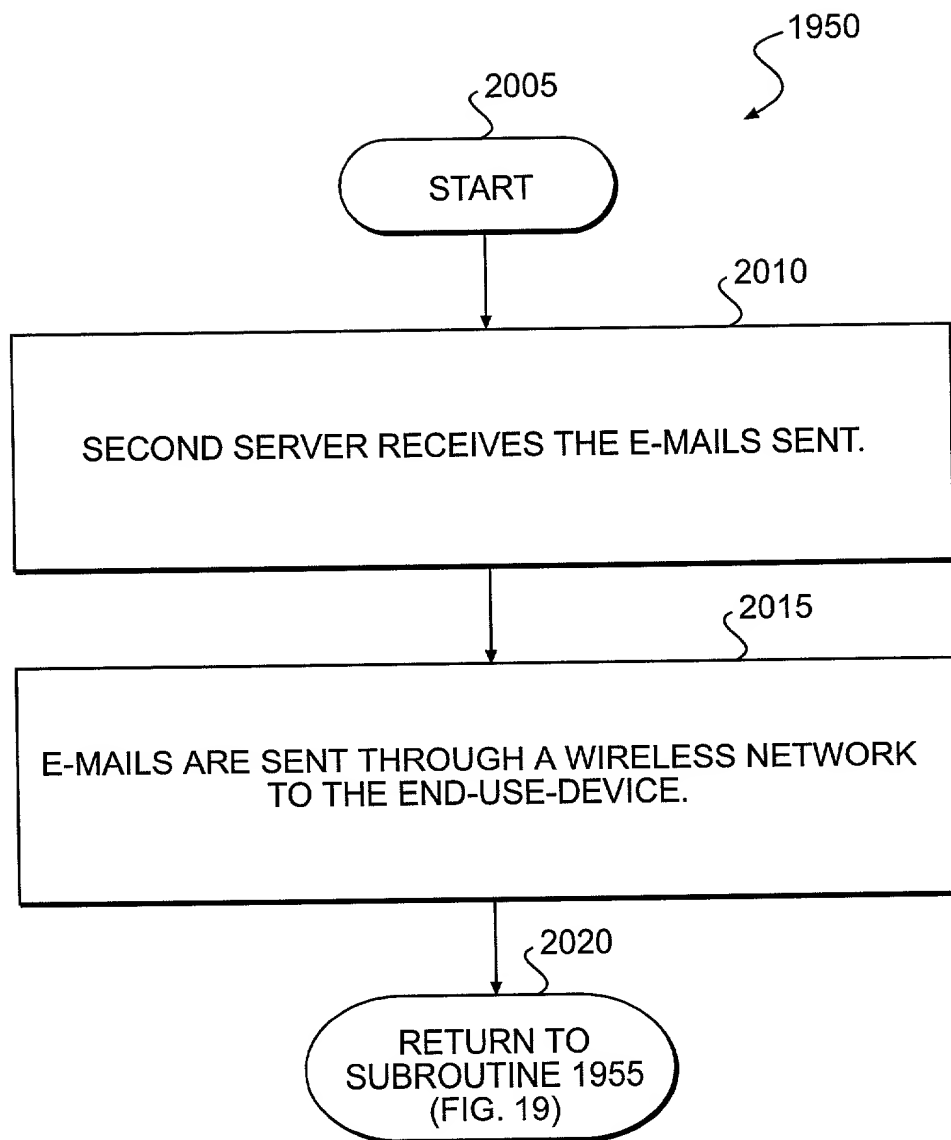 1950
2005
START
2010
SECOND SERVER RECEIVES THE E-MAILS SENT.
2015
E-MAILS ARE SENT THROUGH A WIRELESS NETWORK
TO THE END-USE-DEVICE.
2020
RETURN TO
SUBROUTINE 1955
(FIG. 19)